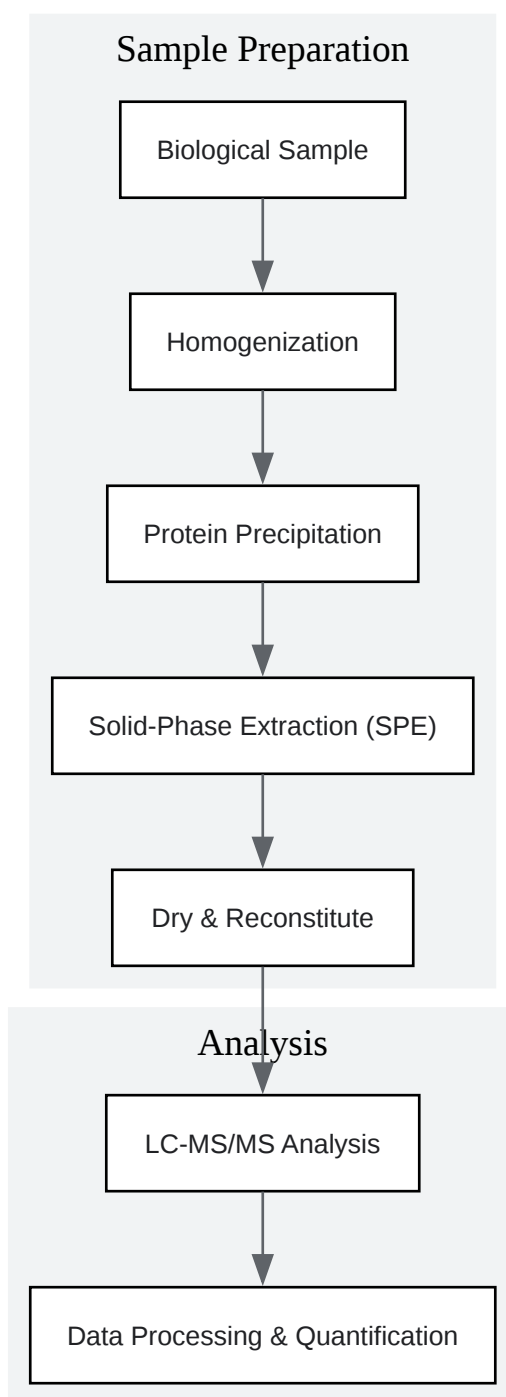 Sample Preparation
Biological Sample
Homogenization
Protein Precipitation
Solid-Phase Extraction (SPE)
Dry & Reconstitute
Analysis
LC-MS/MS Analysis
Data Processing & Quantification